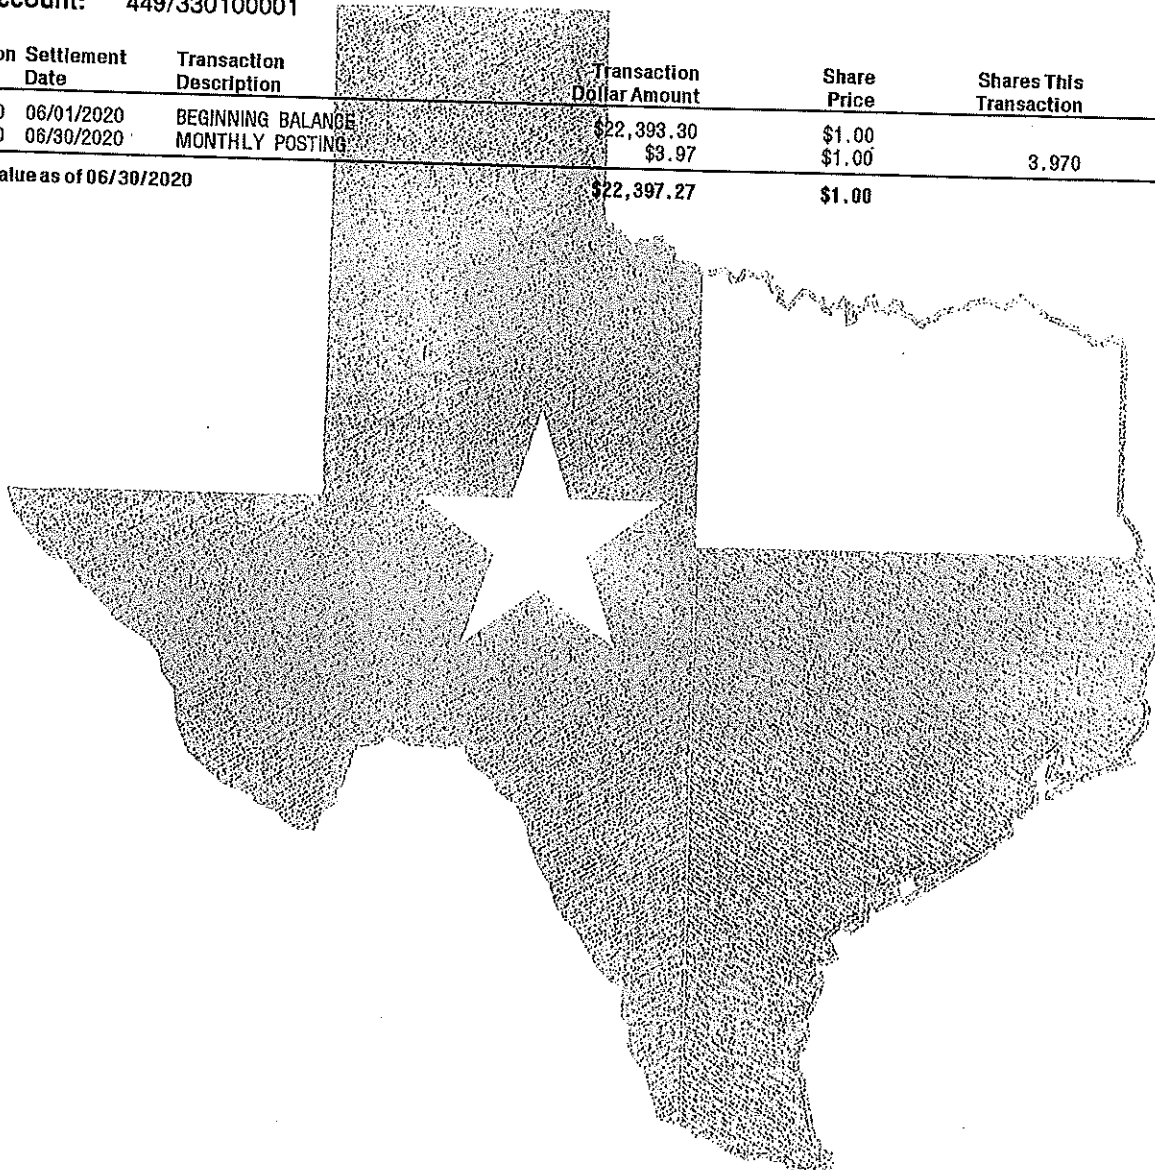 ccount: 449/330100001
on Settlement Transaction Transaction Share Shares This
Date Description Dollar Amount Price Transaction
0 06/01/2020 BEGINNING BALANCE $22,393.30 $1.00
0 06/30/2020 MONTHLY POSTING $3.97 $1.00 3.970
alue as of 06/30/2020 $22,397.27 $1.00